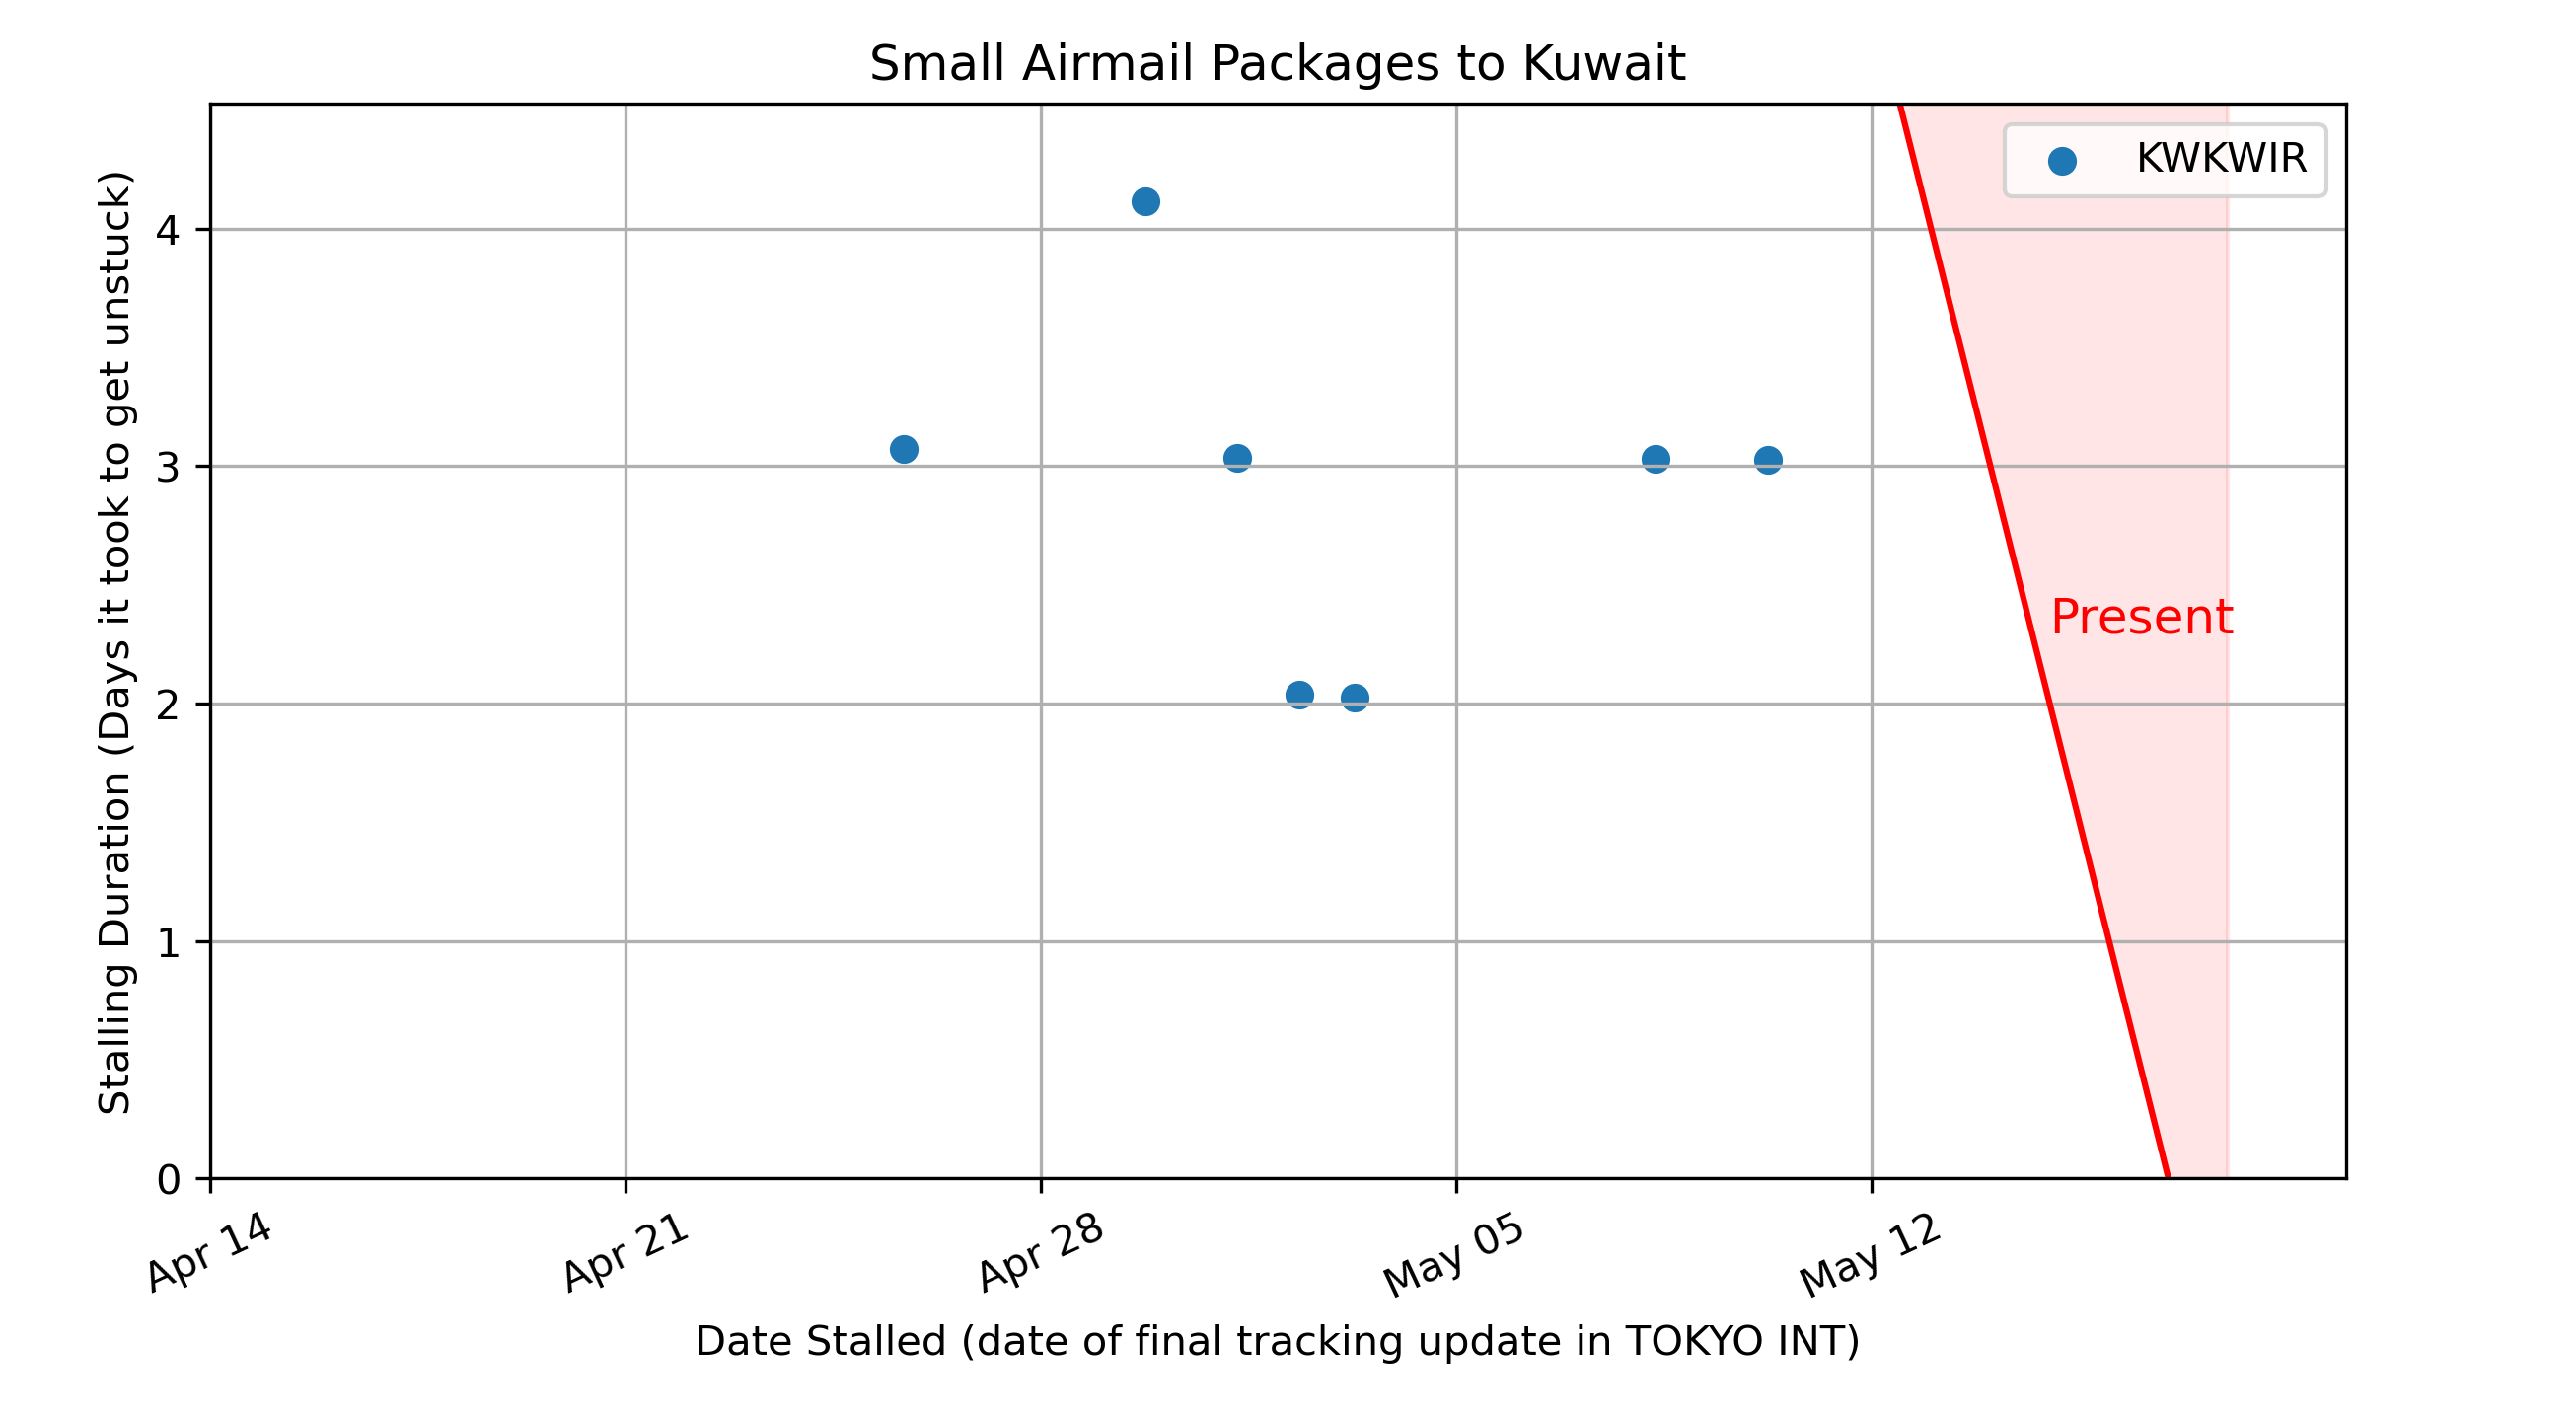 Small Airmail Packages to Kuwait
KWKWIR
Stalling Duration (Days it took to get unstuck)
4
3
2
1
0
Present
Apr 14
Apr 21
Apr 28
May 05
May 12
Date Stalled (date of final tracking update in TOKYO INT)